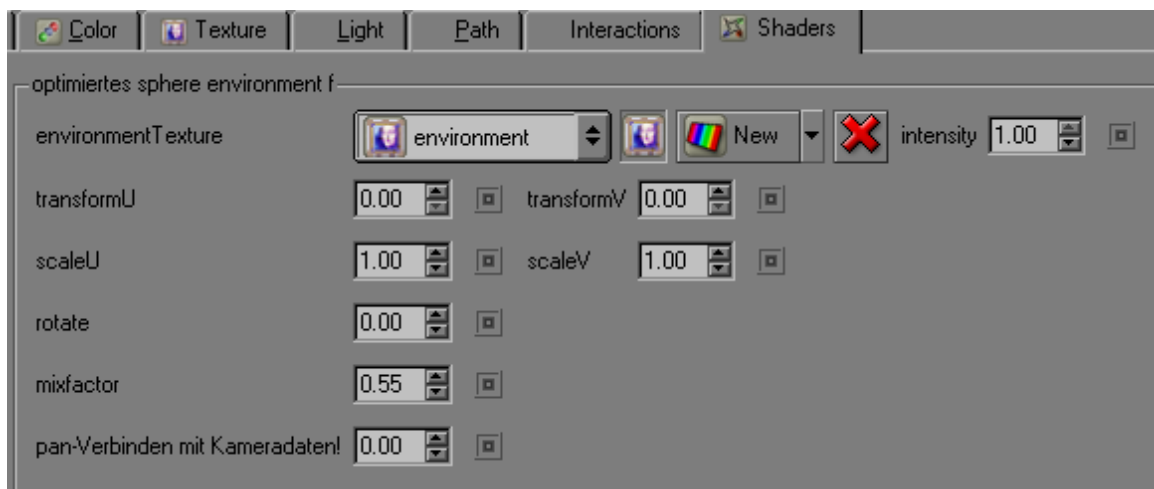 Color Texture Light Path Interactions Shaders
optimiertes sphere environment f
environmentTexture environment New intensity 1.00
transformU 0.00 transformV 0.00
scaleU 1.00 scaleV 1.00
rotate 0.00
mixfactor 0.55
pan-Verbinden mit Kameradaten! 0.00